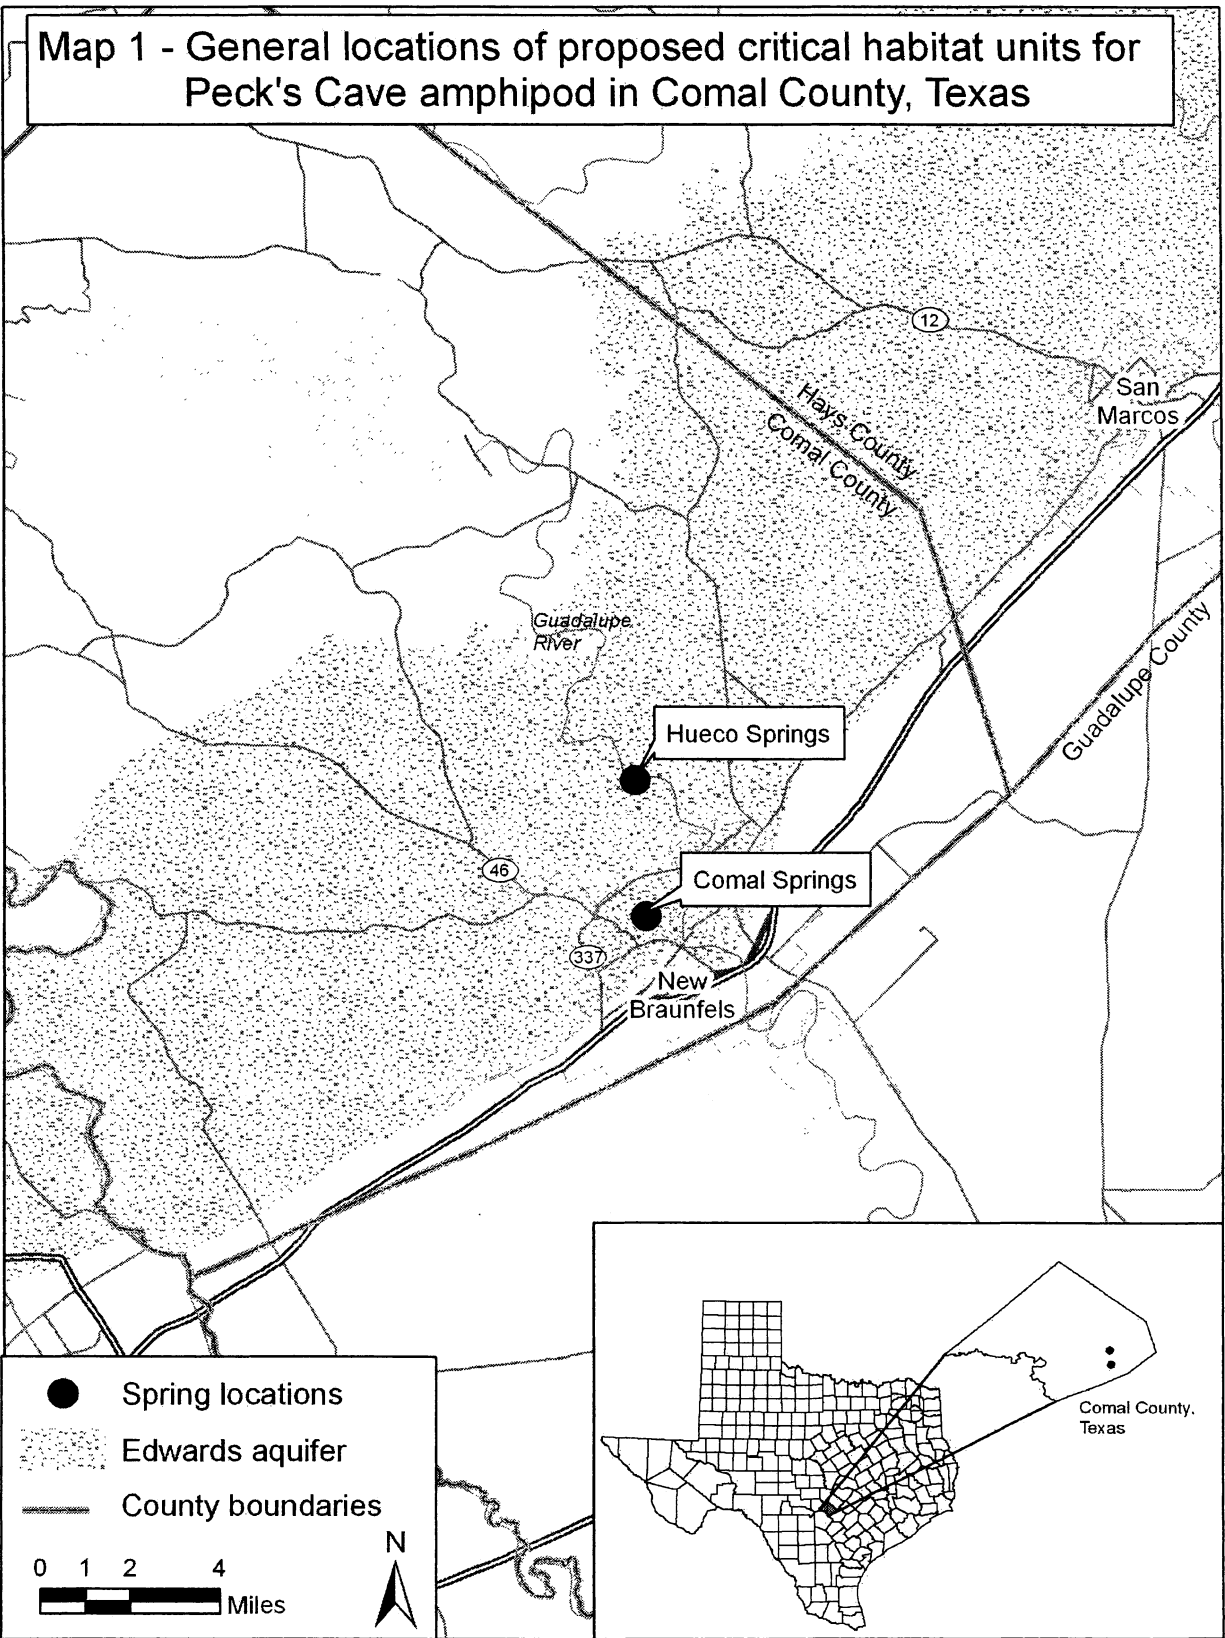 Map 1 - General locations of proposed critical habitat units for
Peck's Cave amphipod in Comal County, Texas
12
San
Marcos
Hays County
Comal County
Guadalupe
River
Guadalupe County
Hueco Springs
46
Comal Springs
337
New
Braunfels
Spring locations
Edwards aquifer
County boundaries
N
0 1 2 4
Miles
Comal County,
Texas